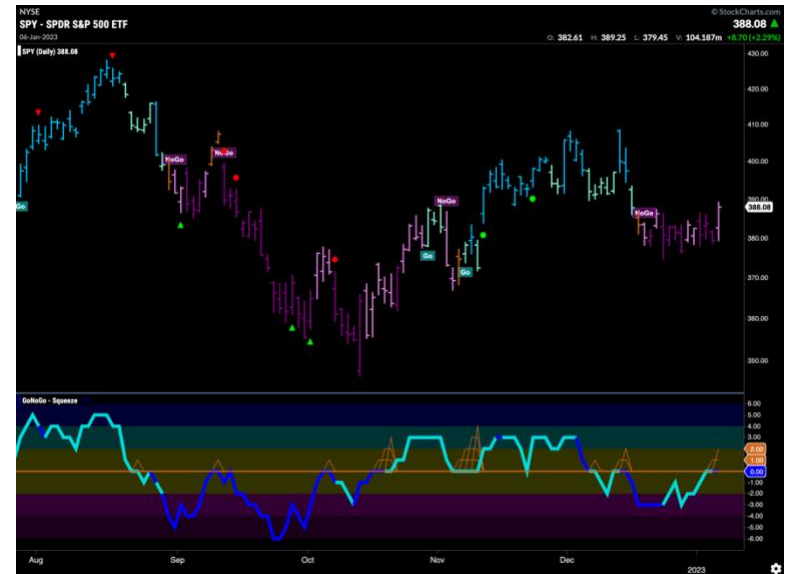 NYSE
© StockCharts.com
SPY - SPDR S&P 500 ETF
388.08
06-Jan-2023
O: 382.61 H: 389.25 L: 379.45 V: 104.187m +8.70 (+2.29%)
SPY (Daily) 388.08
430.00
420.00
410.00
NoGo
NoGo
400.00
390.00
NoGo
Go
388.08
NoGo
380.00
Go
Go
370.00
360.00
350.00
GoNoGo - Squeeze
6.00
5.00
4.00
3.00
2.00
1.00
0.00
-1.00
-2.00
-3.00
-4.00
-5.00
-6.00
Aug Sep Oct Nov Dec 2023